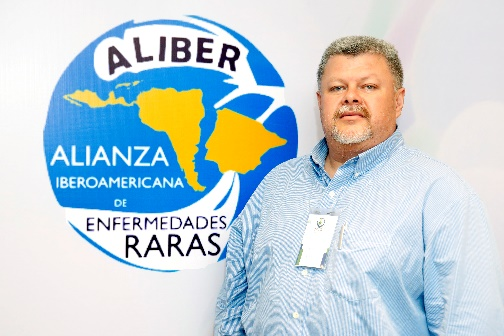 ALIBER
ALIANZA
IBEROAMERICANA
DE
ENFERMEDADES
RARAS